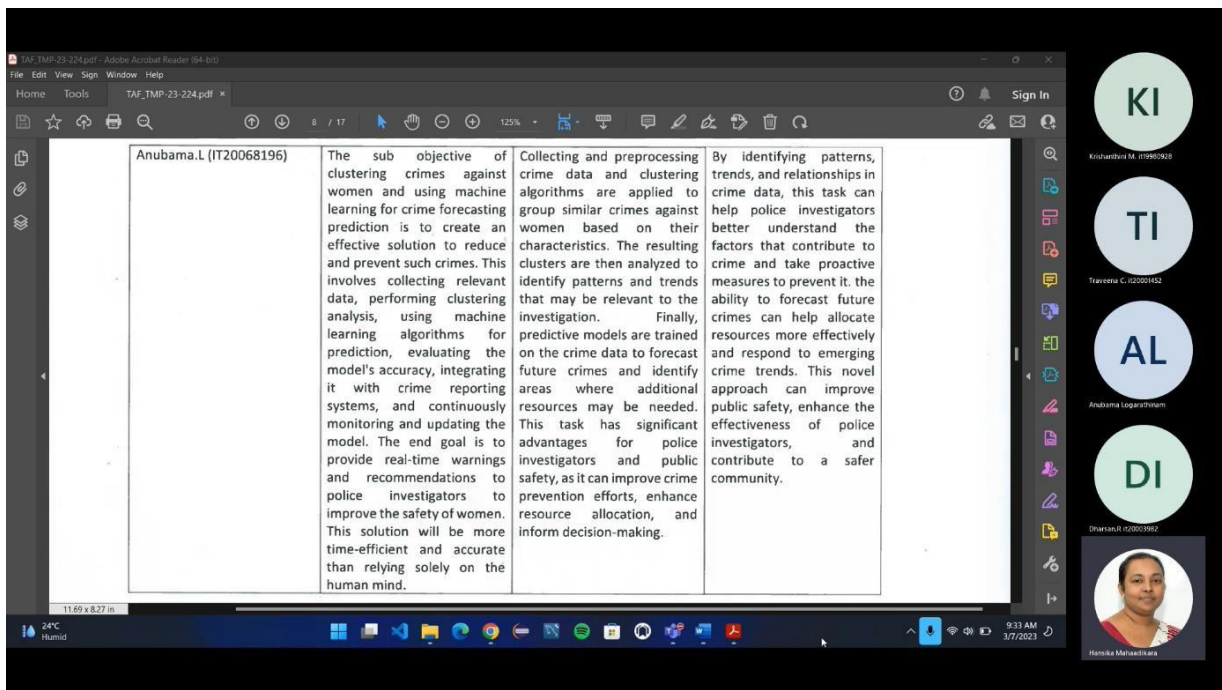 TAF_TMP-23-224.pdf - Adobe Acrobat Reader (64-bit)
File Edit View Sign Window Help
Home Tools TAF_TMP-23-224.pdf × Sign In
8 / 17 125%
Anubama.L (IT20068196)
The sub objective of
clustering crimes against
women and using machine
learning for crime forecasting
prediction is to create an
effective solution to reduce
and prevent such crimes. This
involves collecting relevant
data, performing clustering
analysis, using machine
learning algorithms for
prediction, evaluating the
model's accuracy, integrating
it with crime reporting
systems, and continuously
monitoring and updating the
model. The end goal is to
provide real-time warnings
and recommendations to
police investigators to
improve the safety of women.
This solution will be more
time-efficient and accurate
than relying solely on the
human mind.
Collecting and preprocessing
crime data and clustering
algorithms are applied to
group similar crimes against
women based on their
characteristics. The resulting
clusters are then analyzed to
identify patterns and trends
that may be relevant to the
investigation. Finally,
predictive models are trained
on the crime data to forecast
future crimes and identify
areas where additional
resources may be needed.
This task has significant
advantages for police
investigators and public
safety, as it can improve crime
prevention efforts, enhance
resource allocation, and
inform decision-making.
By identifying patterns,
trends, and relationships in
crime data, this task can
help police investigators
better understand the
factors that contribute to
crime and take proactive
measures to prevent it. the
ability to forecast future
crimes can help allocate
resources more effectively
and respond to emerging
crime trends. This novel
approach can improve
public safety, enhance the
effectiveness of police
investigators, and
contribute to a safer
community.
11.69 x 8.27 in
24°C
Humid
9:33 AM
3/7/2023
KI
Krishanthini M. it19980928
TI
Traveena C. it20001452
AL
Anubama Logarathinam
DI
Dharsan.R it20003982
Hansika Mahaadikara